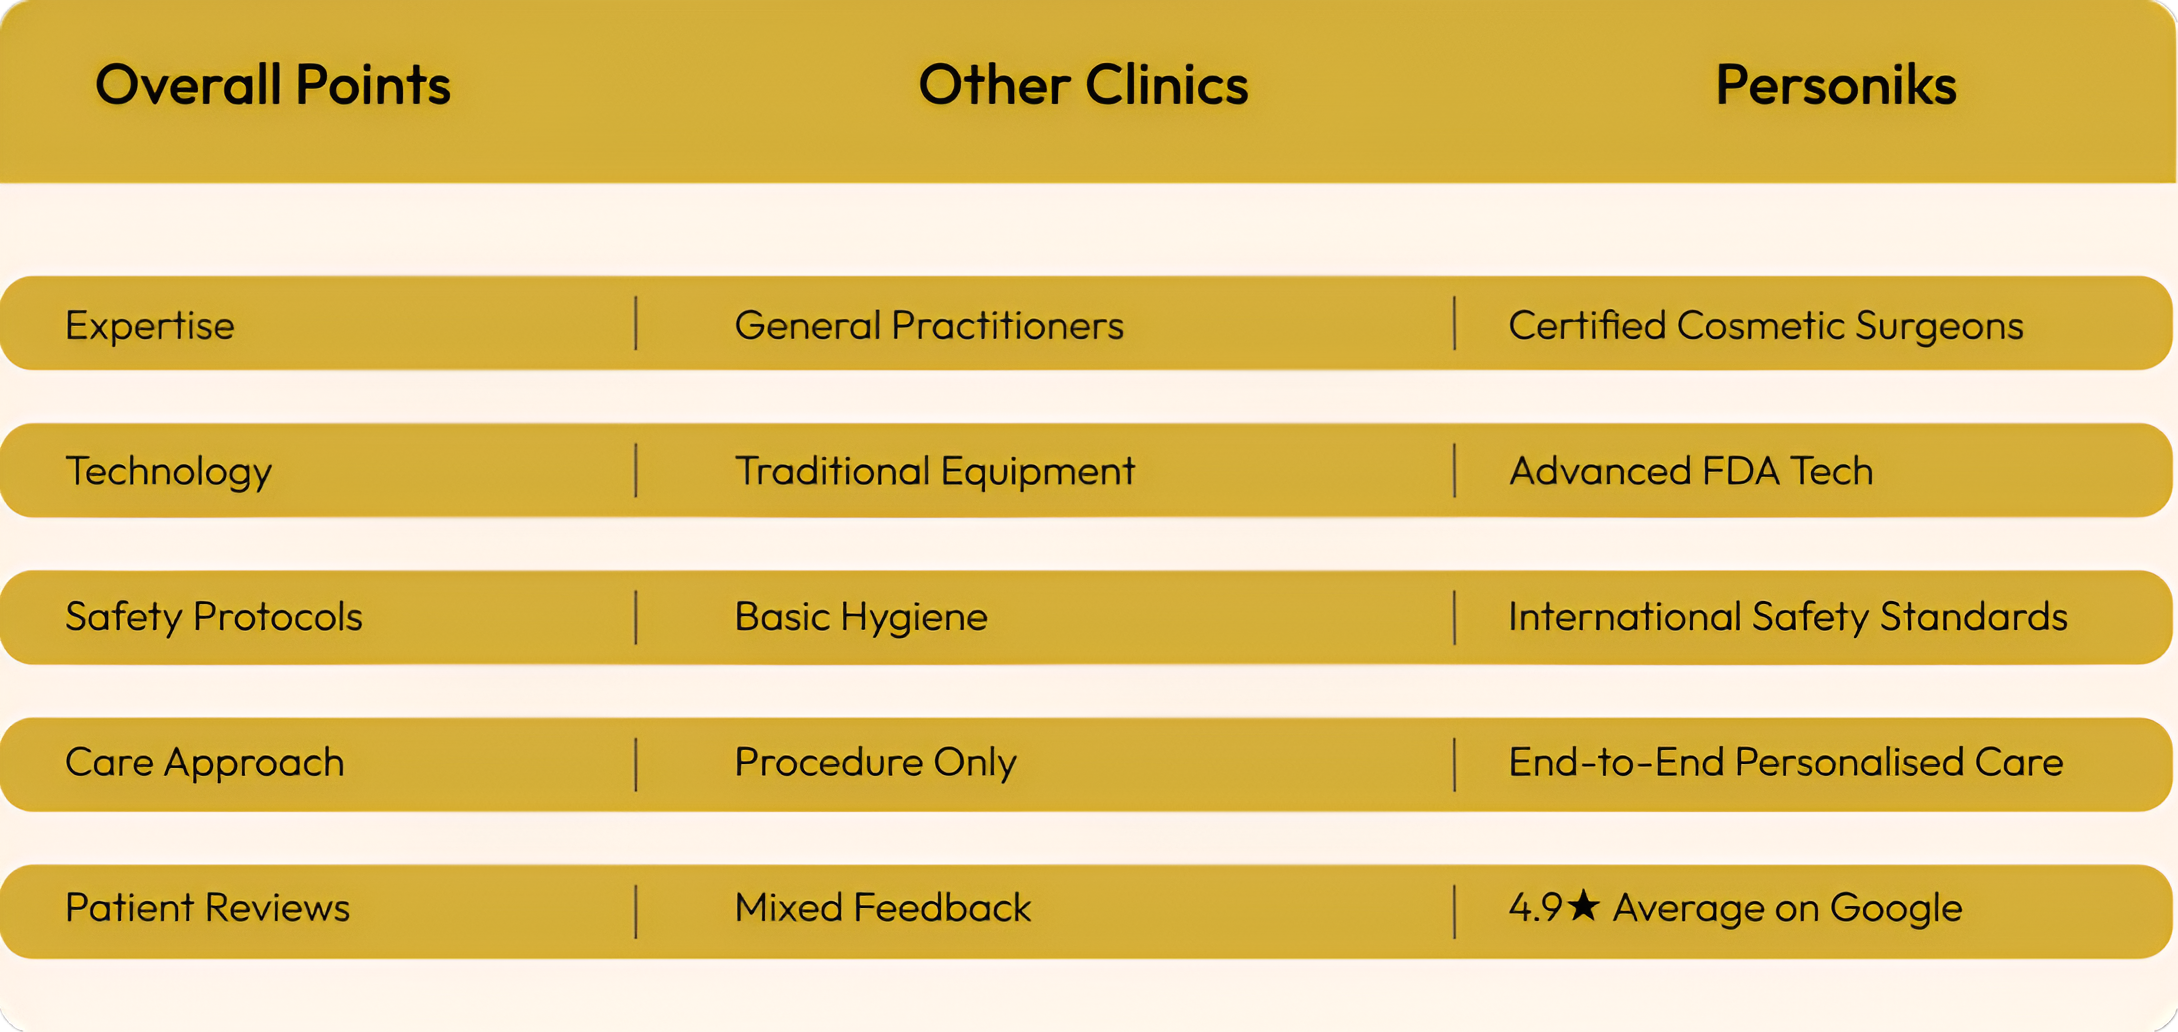 Overall Points Other Clinics Personiks
Expertise | General Practitioners | Certified Cosmetic Surgeons
Technology | Traditional Equipment | Advanced FDA Tech
Safety Protocols | Basic Hygiene | International Safety Standards
Care Approach | Procedure Only | End-to-End Personalised Care
Patient Reviews | Mixed Feedback | 4.9★ Average on Google